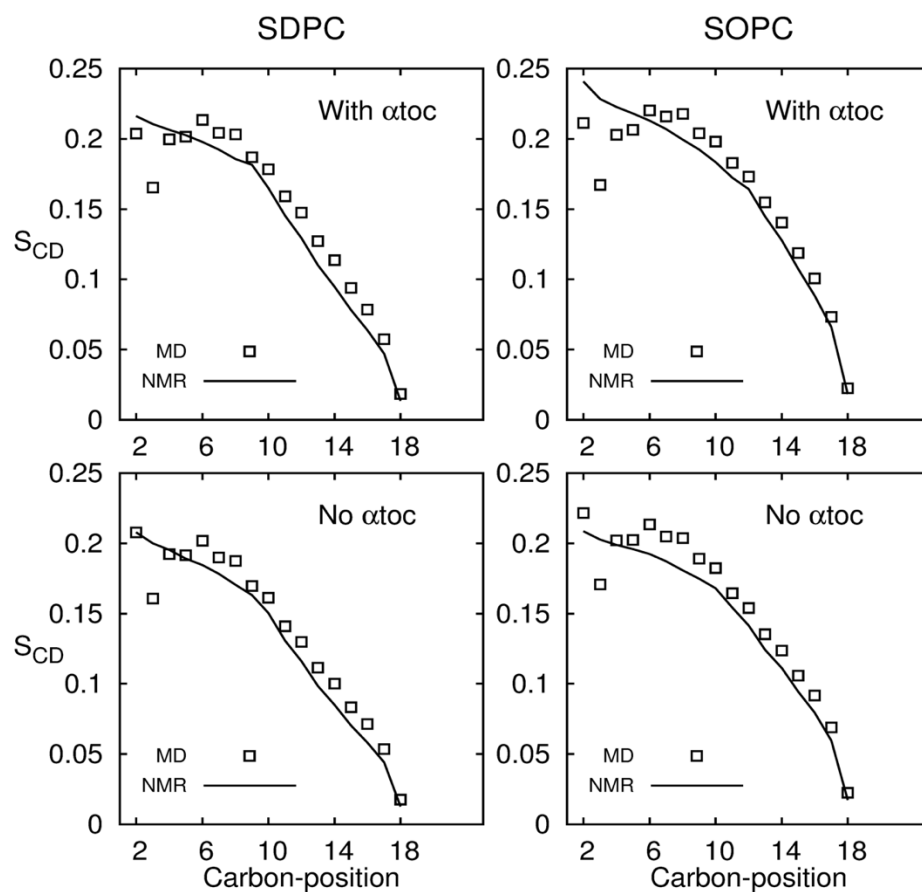 SDPC
SOPC
0.25
0.2
0.15
0.1
0.05
0
S_CD
With αtoc
MD
NMR
2 6 10 14 18
With αtoc
MD
NMR
2 6 10 14 18
0.25
0.2
0.15
0.1
0.05
0
S_CD
No αtoc
MD
NMR
2 6 10 14 18
Carbon-position
No αtoc
MD
NMR
2 6 10 14 18
Carbon-position